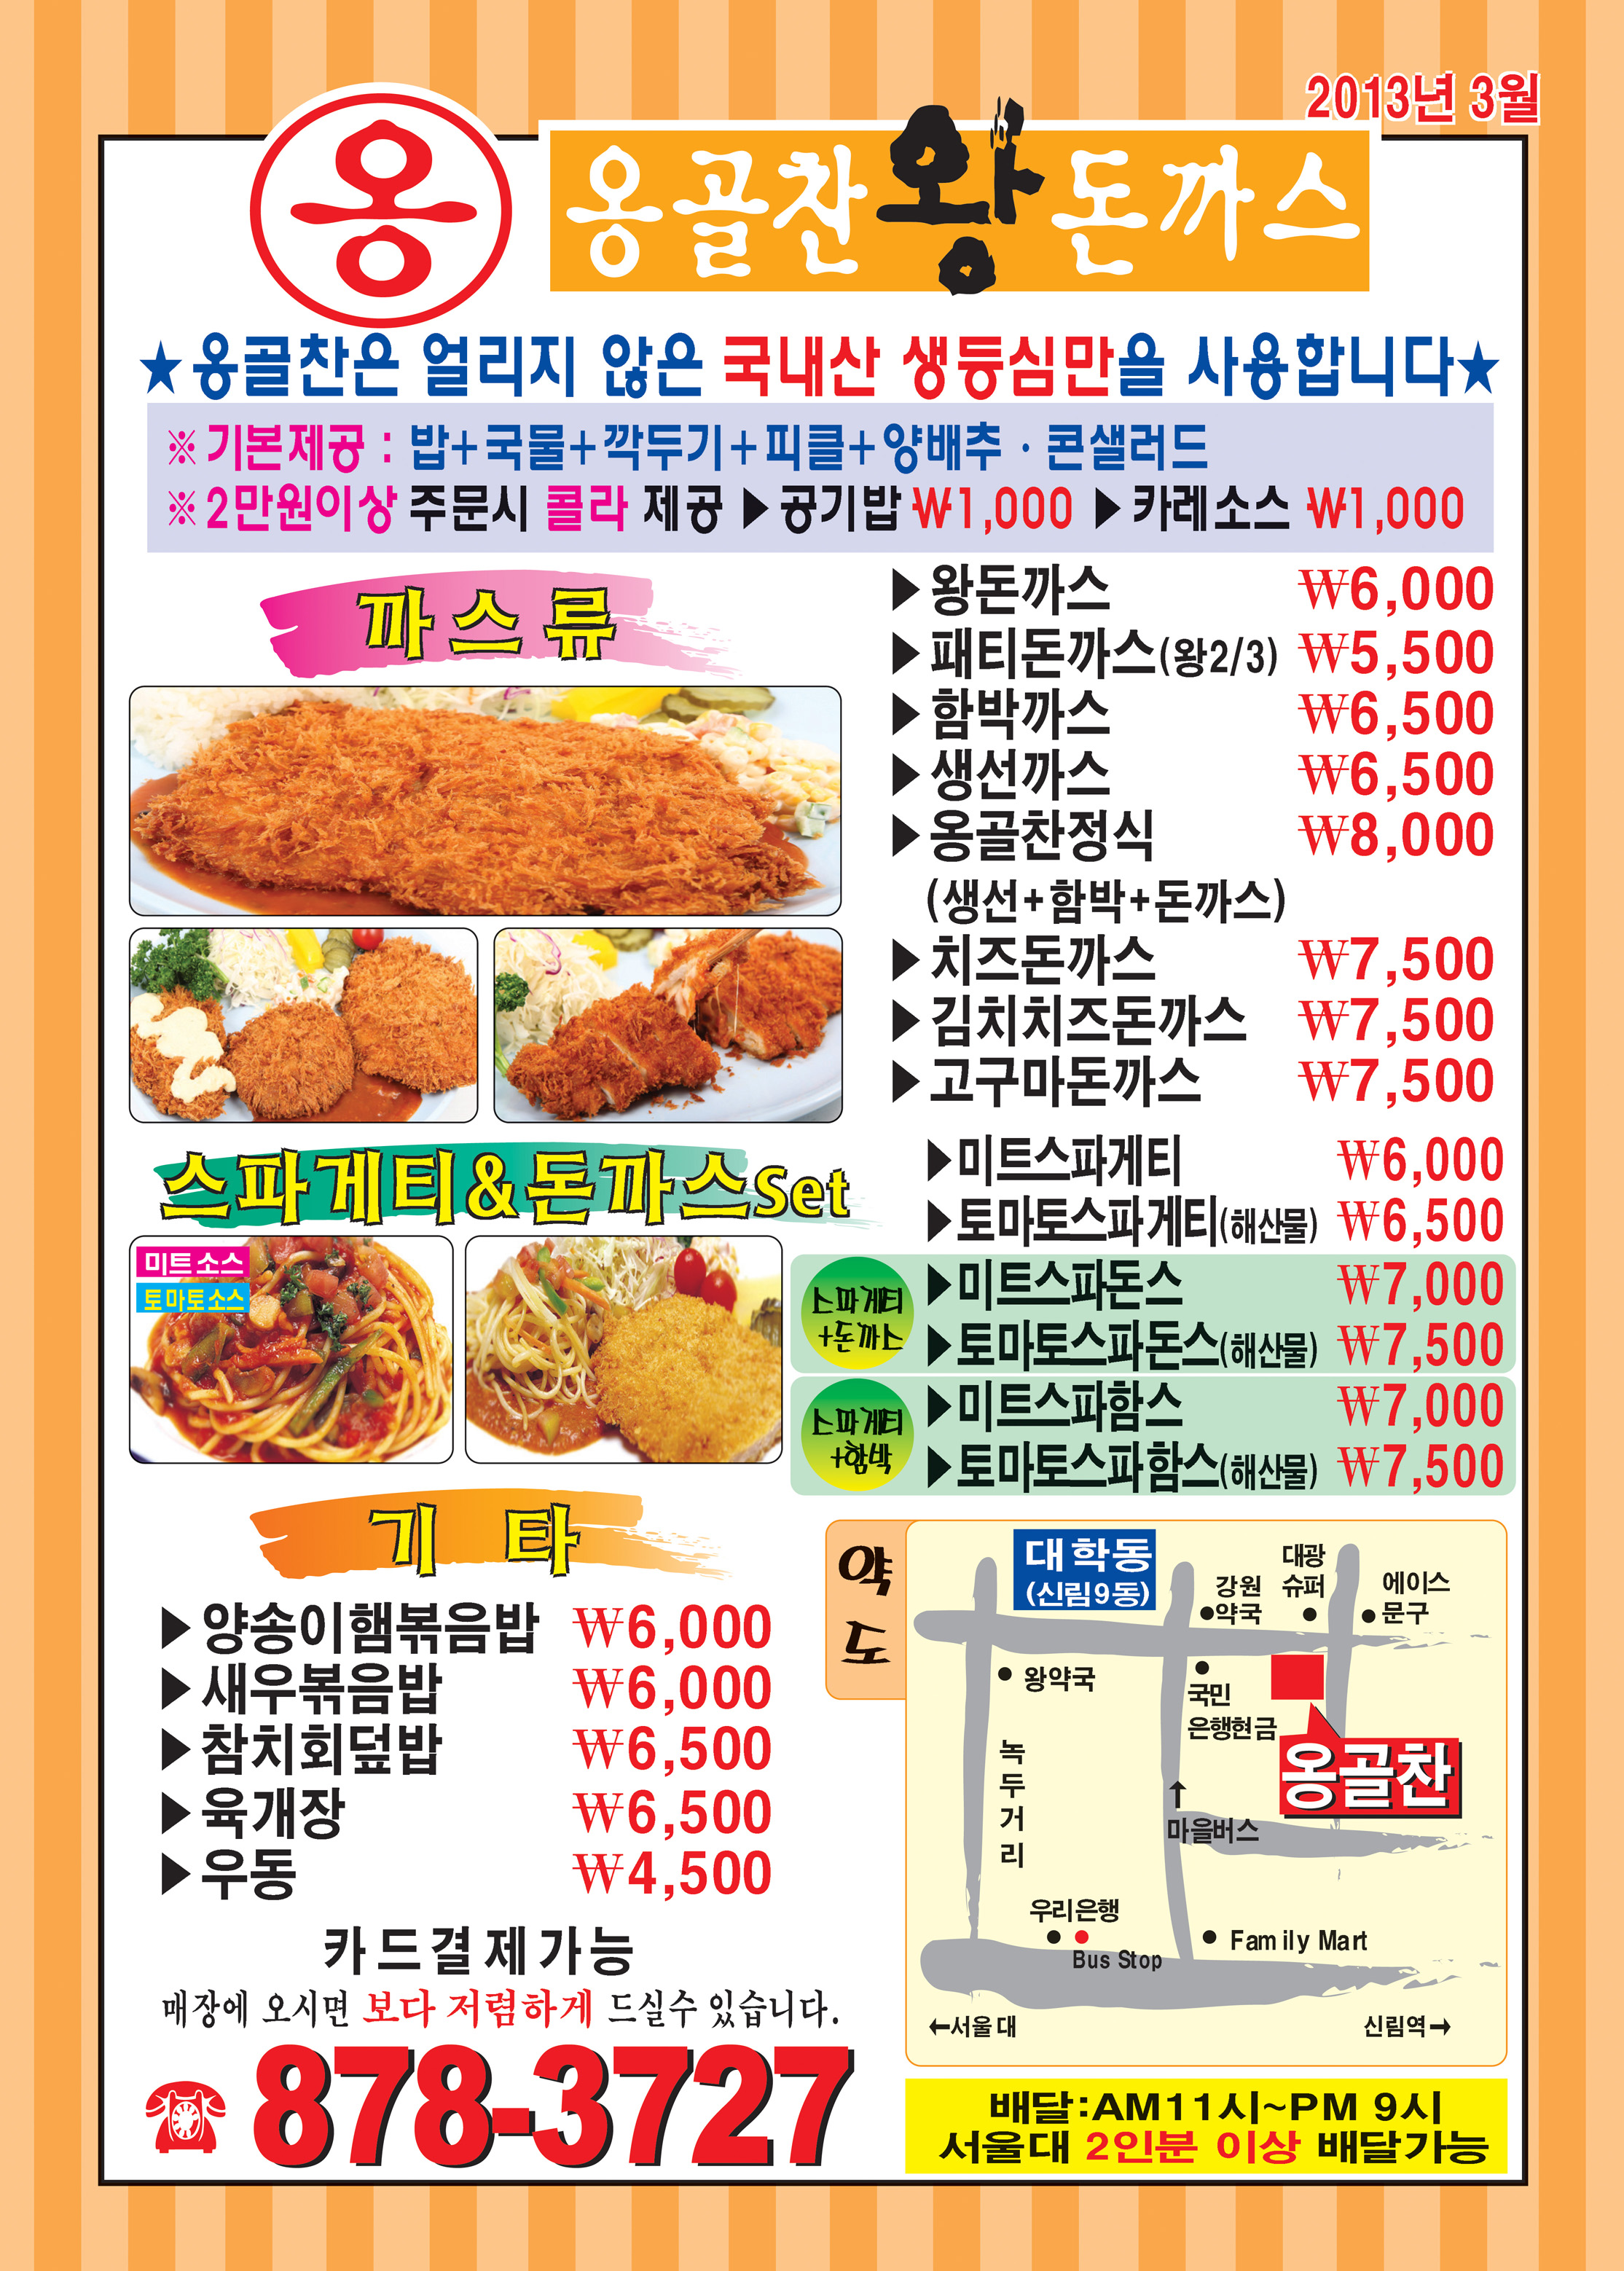 2013년 3월
옹
옹골찬왕돈까스
★옹골찬은 얼리지 않은 국내산 생등심만을 사용합니다★
※기본제공 : 밥+국물+깍두기+피클+양배추 · 콘샐러드
※2만원이상 주문시 콜라 제공 ▶공기밥 ₩1,000 ▶카레소스 ₩1,000
까스류
▶왕돈까스 ₩6,000
▶패티돈까스(왕2/3) ₩5,500
▶함박까스 ₩6,500
▶생선까스 ₩6,500
▶옹골찬정식 ₩8,000
(생선+함박+돈까스)
▶치즈돈까스 ₩7,500
▶김치치즈돈까스 ₩7,500
▶고구마돈까스 ₩7,500
스파게티&돈까스Set
미트소스
토마토소스
▶미트스파게티 ₩6,000
▶토마토스파게티(해산물) ₩6,500
스파게티
+돈까스
▶미트스파돈스 ₩7,000
▶토마토스파돈스(해산물) ₩7,500
스파게티
+함박
▶미트스파함스 ₩7,000
▶토마토스파함스(해산물) ₩7,500
기 타
▶양송이햄볶음밥 ₩6,000
▶새우볶음밥 ₩6,000
▶참치회덮밥 ₩6,500
▶육개장 ₩6,500
▶우동 ₩4,500
카드결제가능
매장에 오시면 보다 저렴하게 드실수 있습니다.
878-3727
약도
대학동
(신림9동)
강원
약국
대광
슈퍼
에이스
문구
왕약국
국민
은행현금
옹골찬
녹두거리
↑
마을버스
우리은행
Bus Stop
Family Mart
←서울대
신림역→
배달:AM11시~PM 9시
서울대 2인분 이상 배달가능